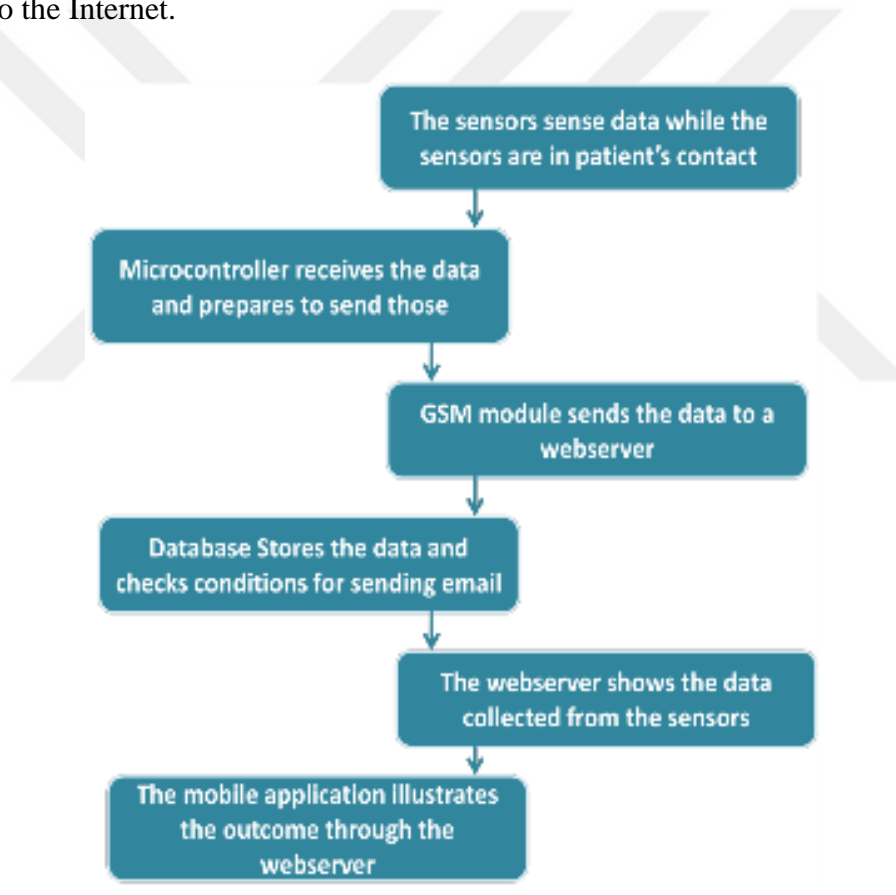 o the Internet.
The sensors sense data while the
sensors are in patient's contact
Microcontroller receives the data
and prepares to send those
GSM module sends the data to a
webserver
Database Stores the data and
checks conditions for sending email
The webserver shows the data
collected from the sensors
The mobile application illustrates
the outcome through the
webserver